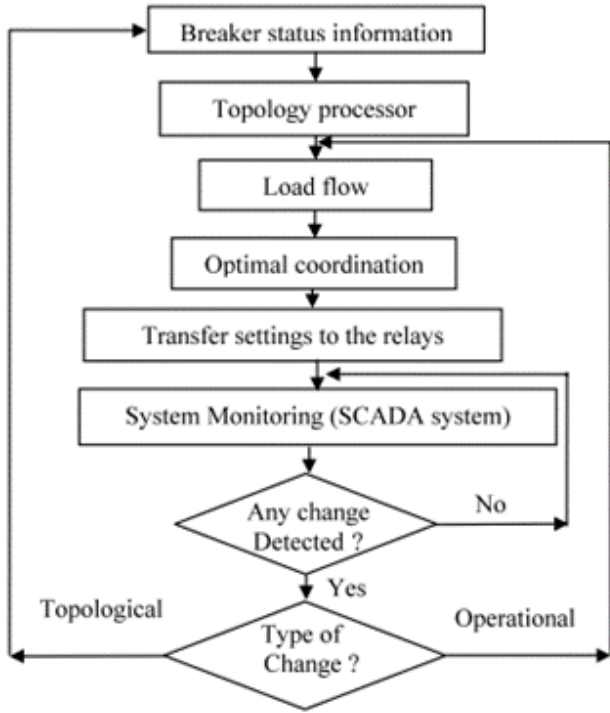 Breaker status information
Topology processor
Load flow
Optimal coordination
Transfer settings to the relays
System Monitoring (SCADA system)
Any change
Detected ?
No
Yes
Topological
Type of
Change ?
Operational